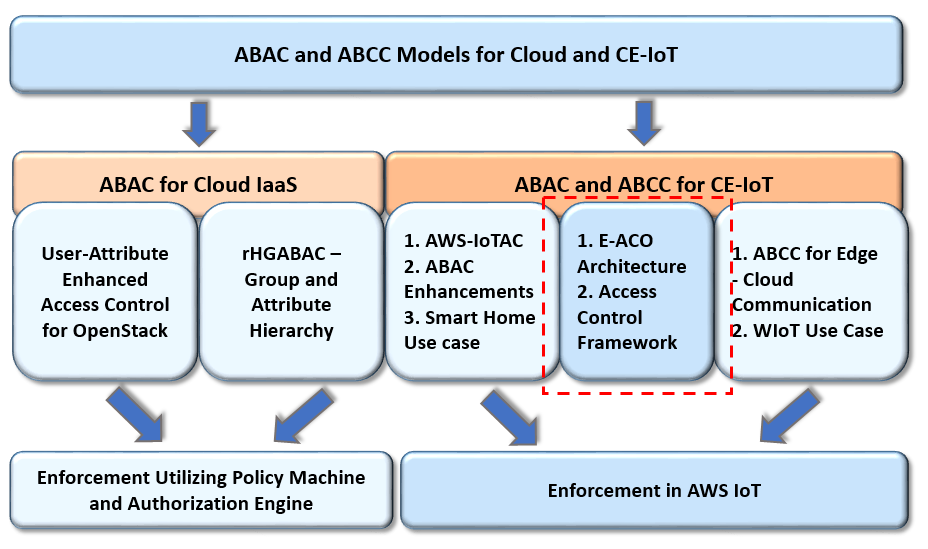 ABAC and ABCC Models for Cloud and CE-IoT
ABAC for Cloud IaaS
ABAC and ABCC for CE-IoT
User-Attribute
Enhanced
Access Control
for OpenStack
rHGABAC –
Group and
Attribute
Hierarchy
1. AWS-IoTAC
2. ABAC
Enhancements
3. Smart Home
Use case
1. E-ACO
Architecture
2. Access
Control
Framework
1. ABCC for Edge
- Cloud
Communication
2. WIoT Use Case
Enforcement Utilizing Policy Machine
and Authorization Engine
Enforcement in AWS IoT